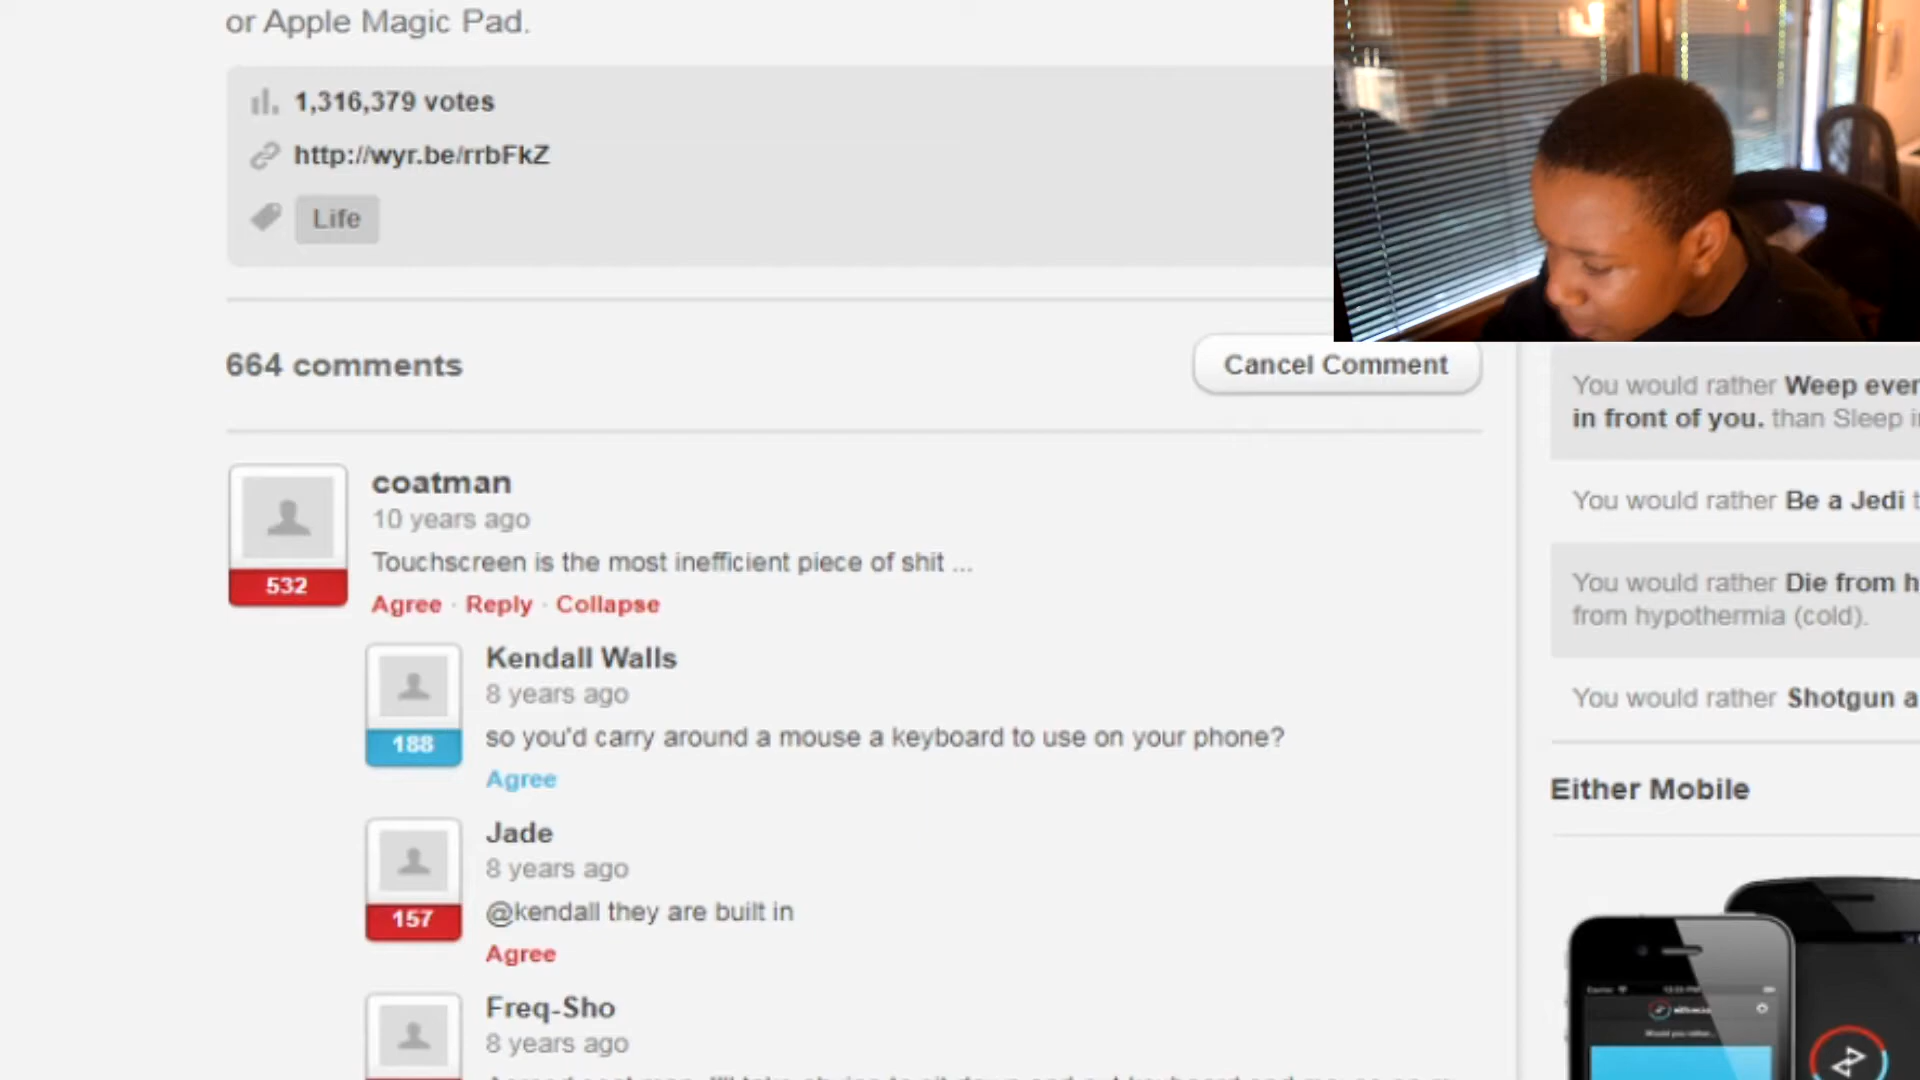 or Apple Magic Pad.
1,316,379 votes
http://wyr.be/rrbFkZ
Life
664 comments
Cancel Comment
coatman
10 years ago
Touchscreen is the most inefficient piece of shit ...
532
Agree · Reply · Collapse
Kendall Walls
8 years ago
so you'd carry around a mouse a keyboard to use on your phone?
188
Agree
Jade
8 years ago
@kendall they are built in
157
Agree
Freq-Sho
8 years ago
You would rather Weep ever
in front of you. than Sleep i
You would rather Be a Jedi t
You would rather Die from h
from hypothermia (cold).
You would rather Shotgun a
Either Mobile